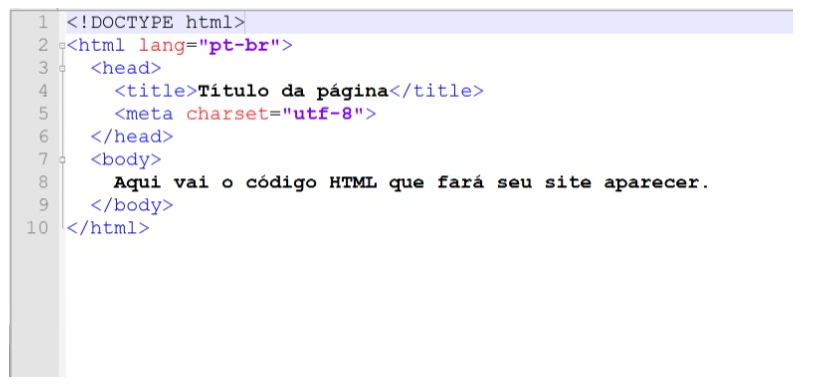 1 <!DOCTYPE html>
2 <html lang="pt-br">
3 <head>
4 <title>Título da página</title>
5 <meta charset="utf-8">
6 </head>
7 <body>
8 Aqui vai o código HTML que fará seu site aparecer.
9 </body>
10 </html>